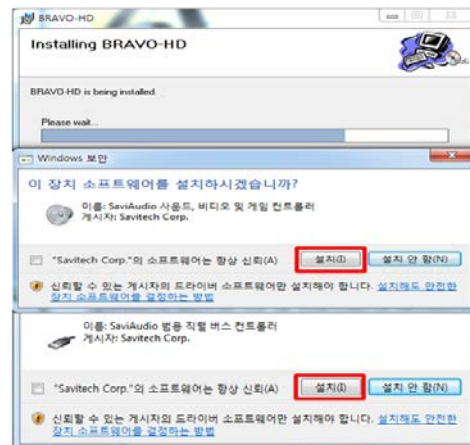 BRAVO-HD
Installing BRAVO-HD
BRAVO-HD is being installed.
Please wait...
Windows 보안
이 장치 소프트웨어를 설치하시겠습니까?
이름: SaviAudio 사운드, 비디오 및 게임 컨트롤러
게시자: Savitech Corp.
"Savitech Corp."의 소프트웨어는 항상 신뢰(A) 설치(I) 설치 안 함(N)
신뢰할 수 있는 게시자의 드라이버 소프트웨어만 설치해야 합니다. 설치해도 안전한
장치 소프트웨어를 결정하는 방법
이름: SaviAudio 범용 직렬 버스 컨트롤러
게시자: Savitech Corp.
"Savitech Corp."의 소프트웨어는 항상 신뢰(A) 설치(I) 설치 안 함(N)
신뢰할 수 있는 게시자의 드라이버 소프트웨어만 설치해야 합니다. 설치해도 안전한
장치 소프트웨어를 결정하는 방법